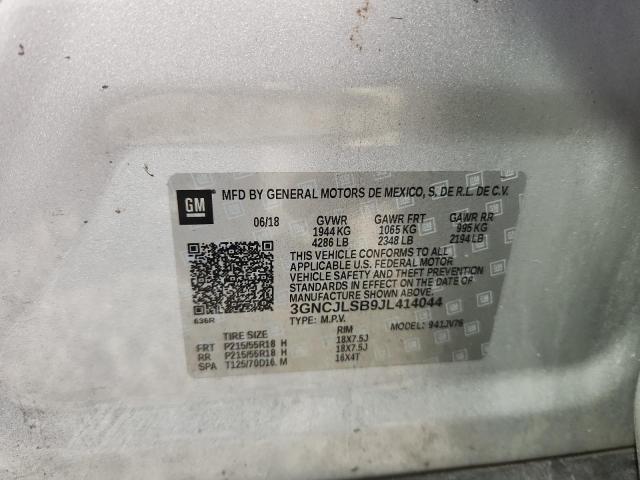 GM MFD BY GENERAL MOTORS DE MEXICO, S. DE R.L. DE C.V.
06/18 GVWR GAWR FRT GAWR RR
1944 KG 1065 KG 995 KG
4286 LB 2348 LB 2194 LB
THIS VEHICLE CONFORMS TO ALL
APPLICABLE U.S. FEDERAL MOTOR
VEHICLE SAFETY AND THEFT PREVENTION
STANDARDS IN EFFECT ON THE DATE OF
MANUFACTURE SHOWN ABOVE.
3GNCJLSB9JL414044
636R TYPE: M.P.V. MODEL: 941JV76
TIRE SIZE RIM
FRT P215/55R18 H 18X7.5J
RR P215/55R18 H 18X7.5J
SPA T125/70D16. M 16X4T